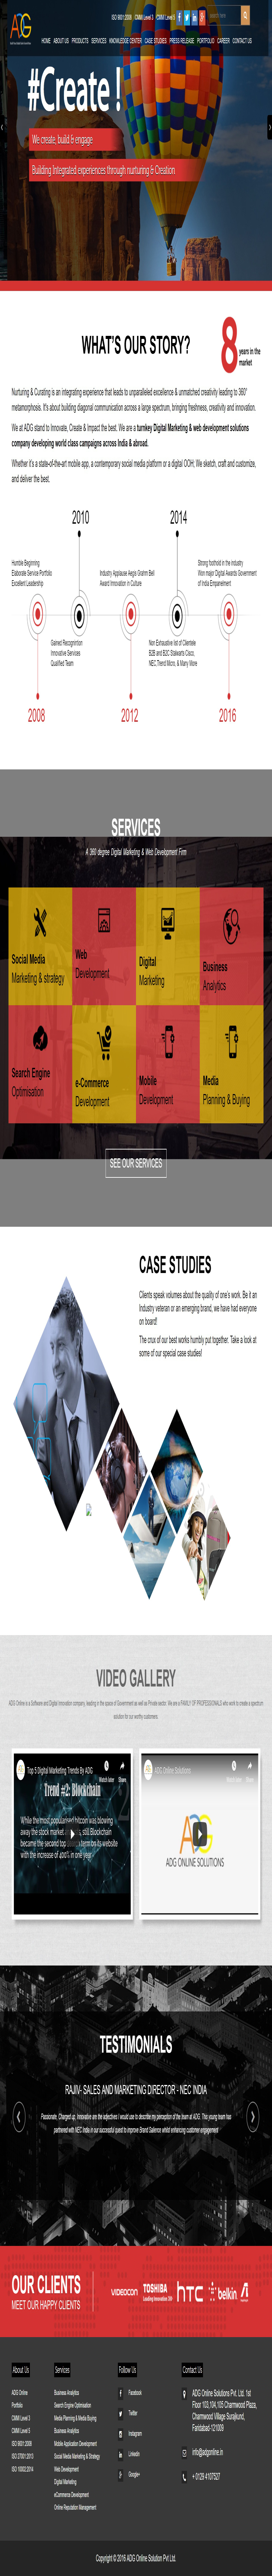 ADG
ISO 9001:2008 CMMI Level 3 CMMI Level 5
HOME ABOUT US PRODUCTS SERVICES KNOWLEDGE CENTER CASE STUDIES PRESS RELEASE PORTFOLIO CAREER CONTACT US
#Create !
We create, build & engage
Building Integrated experiences through nurturing & Creation
WHAT'S OUR STORY?
8 years in the
market
Nurturing & Curating is an integrating experience that leads to unparalleled excellence & unmatched creativity leading to 360°
metamorphosis. It's about building diagonal communication across a large spectrum, bringing freshness, creativity and innovation.
We at ADG stand to Innovate, Create & Impact the best. We are a turnkey Digital Marketing & web development solutions
company developing world class campaigns across India & abroad.
Whether it's a state-of-the-art mobile app, a contemporary social media platform or a digital OOH; We sketch, craft and customize,
and deliver the best.
2010
2014
Humble Beginning
Elaborate Service Portfolio
Excellent Leadership
Industry Applause Aegis Graham Bell
Award Innovation in Culture
Strong foothold in the industry
Won major Digital Awards Government
of India Empanelment
Gained Recognintion
Innovative Services
Qualified Team
Non Exhaustive list of Clientele
B2B and B2C Stalwarts Cisco,
NEC,Trend Micro, & Many More
2008
2012
2016
SERVICES
A 360 degree Digital Marketing & Web Development Firm
Social Media
Marketing & strategy
Web
Development
Digital
Marketing
Business
Analytics
Search Engine
Optimisation
e-Commerce
Development
Mobile
Development
Media
Planning & Buying
SEE OUR SERVICES
CASE STUDIES
Clients speak volumes about the quality of one's work. Be it an
Industry veteran or an emerging brand, we have had everyone
on board!
The crux of our best works humbly put together. Take a look at
some of our special case studies!
VIDEO GALLERY
ADG Online is a Software and Digital Innovation company, leading in the space of Government as well as Private sector. We are a FAMILY OF PROFESSIONALS who work to create a spectrum
solution for our worthy customers
Top 5 Digital Marketing Trends By ADG
Watch later Share
Trend #2: Blockchain
While the most popular bitcoin was blowing
away the stock market
became the second top
with the increase of 400% in one year
ADG Online Solutions
Watch later Share
ADG ONLINE SOLUTIONS
TESTIMONIALS
RAJIV- SALES AND MARKETING DIRECTOR - NEC INDIA
Passionate, Charged up, Innovative are the adjectives I would use to describe my perception of the team at ADG. This young team has
partnered with NEC India in our successful quest to improve Brand Salience whilst enhancing customer engagement
OUR CLIENTS
MEET OUR HAPPY CLIENTS
VIDEOCON TOSHIBA hTC belkin
Leading Innovation
About Us
ADG Online
Portfolio
CMMI Level 3
CMMI Level 5
ISO 9001:2008
ISO 27001:2013
ISO 10002:2014
Services
Business Analytics
Search Engine Optimisation
Media Planning & Media Buying
Business Analytics
Mobile Application Development
Social Media Marketing & Strategy
Web Development
Digital Marketing
eCommerce Development
Online Reputation Management
Follow Us
Facebook
Twitter
Instagram
Linkedin
Google+
Contact Us
ADG Online Solutions Pvt. Ltd. 1st
Floor 103,104,105 Charmwood Plaza,
Charmwood Village Surajkund,
Faridabad-121009
info@adgonline.in
+ 0129 4107527
Copyright © 2016 ADG Online Solution Pvt Ltd.